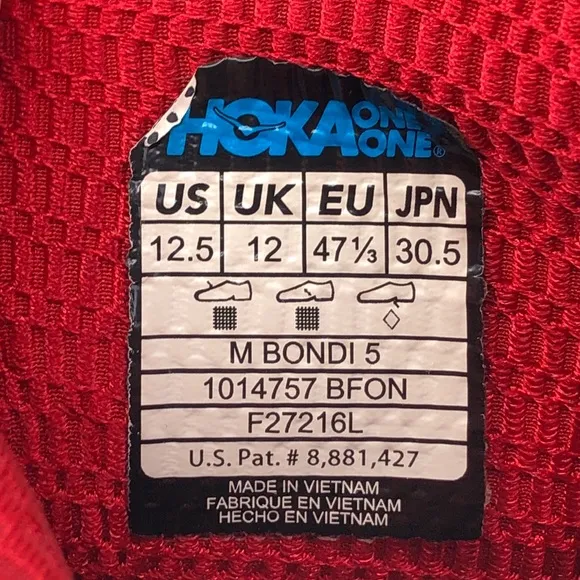 HOKA ONE ONE®
US UK EU JPN
12.5 12 47 ⅓ 30.5
M BONDI 5
1014757 BFON
F27216L
U.S. Pat. # 8,881,427
MADE IN VIETNAM
FABRIQUE EN VIETNAM
HECHO EN VIETNAM